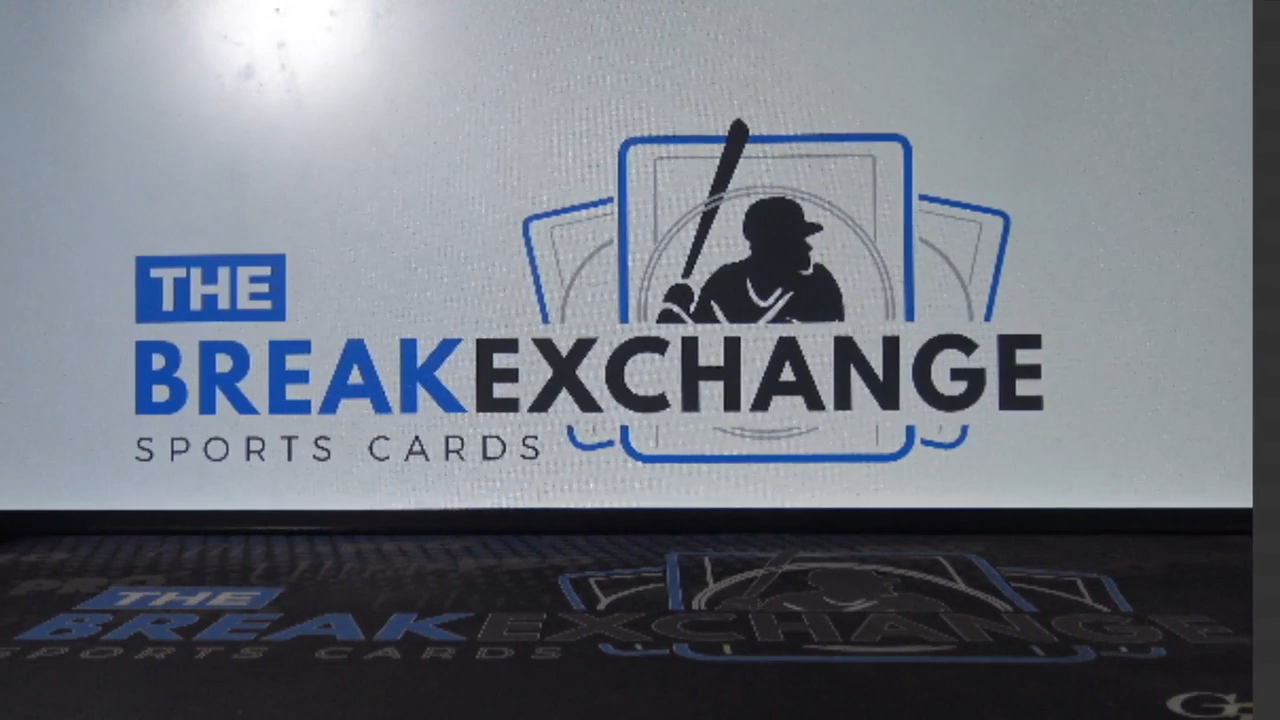 THE
BREAKEXCHANGE
SPORTS CARDS
THE
BREAKEXCHANGE
SPORTS CARDS